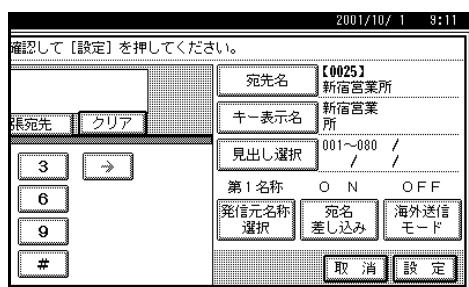 2001/10/ 1 9:11
確認して [設定] を押してください。
宛先名
【0025】
新宿営業所
張宛先
クリア
キー表示名
新宿営業
所
見出し選択
001～080 /
/ /
3
→
6
9
#
第1名称 O N OFF
発信元名称
選択
宛名
差し込み
海外送信
モード
取 消
設 定